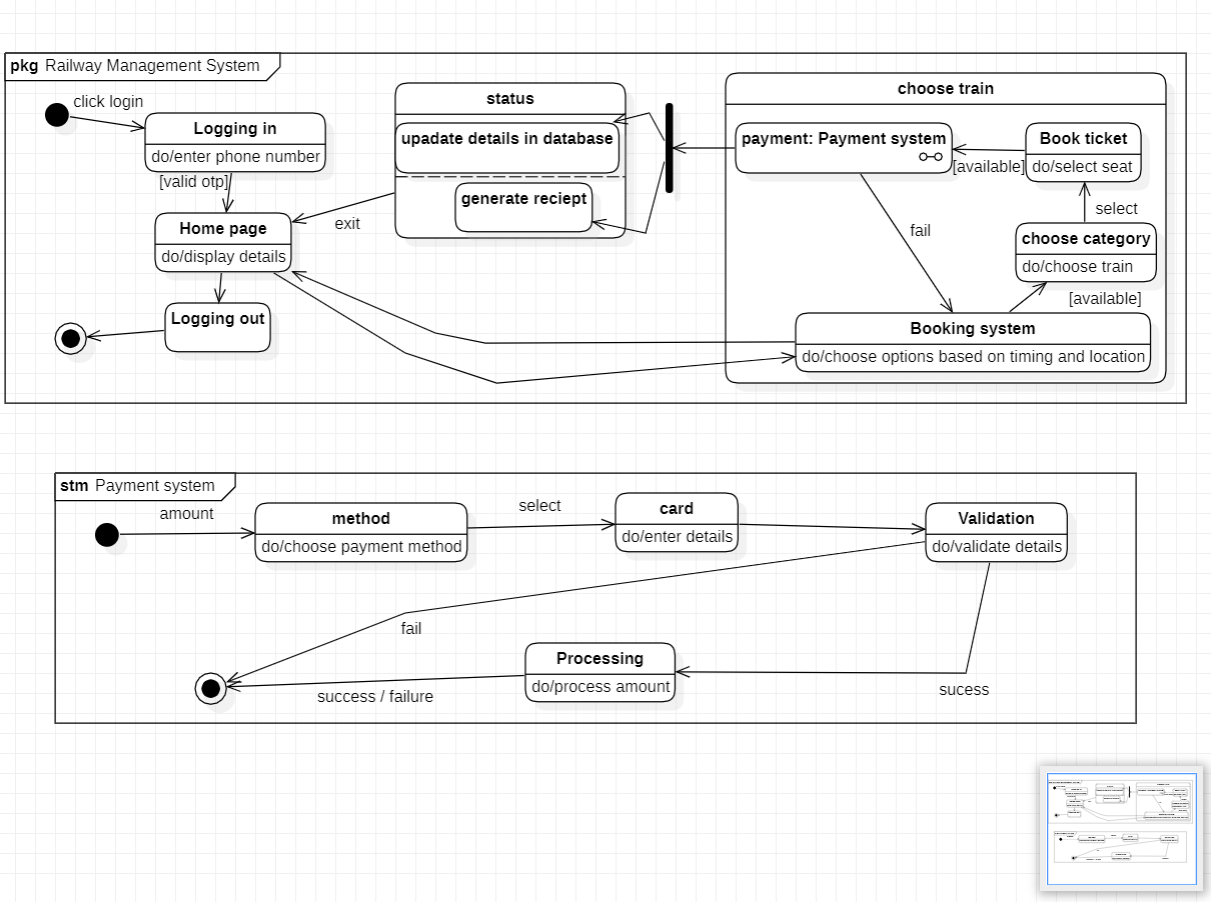 pkg Railway Management System
click login
Logging in
do/enter phone number
[valid otp]
Home page
do/display details
Logging out
status
upadate details in database
generate reciept
exit
choose train
payment: Payment system
Book ticket
do/select seat
[available]
select
fail
choose category
do/choose train
[available]
Booking system
do/choose options based on timing and location
stm Payment system
amount
method
do/choose payment method
select
card
do/enter details
Validation
do/validate details
fail
Processing
do/process amount
success / failure
sucess